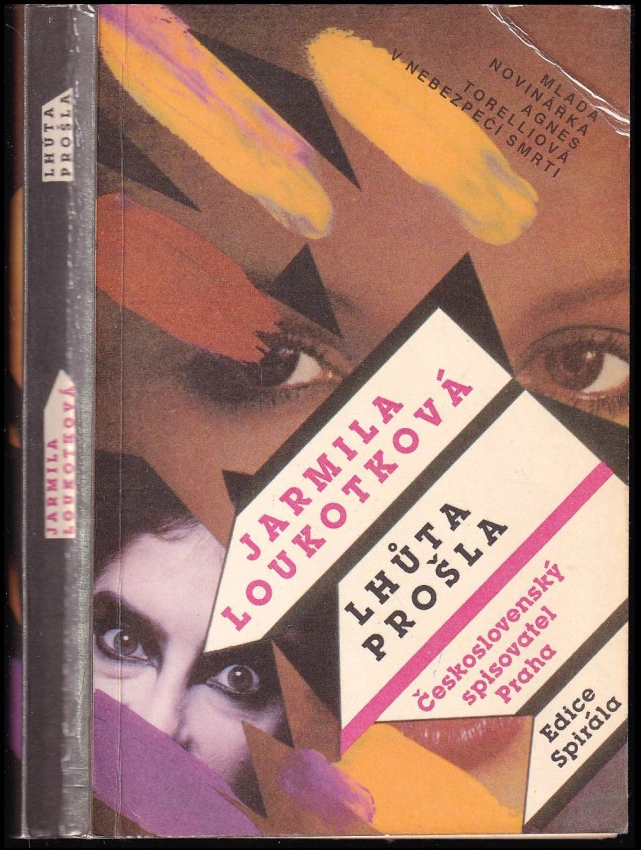 LHŮTA
PROŠLA
JARMILA
LOUKOTKOVÁ
MLADÁ
NOVINÁŘKA
AGNES
TORELLIOVÁ
V NEBEZPEČÍ SMRTI
JARMILA
LOUKOTKOVÁ
LHŮTA
PROŠLA
Československý
spisovatel
Praha
Edice
Spirála